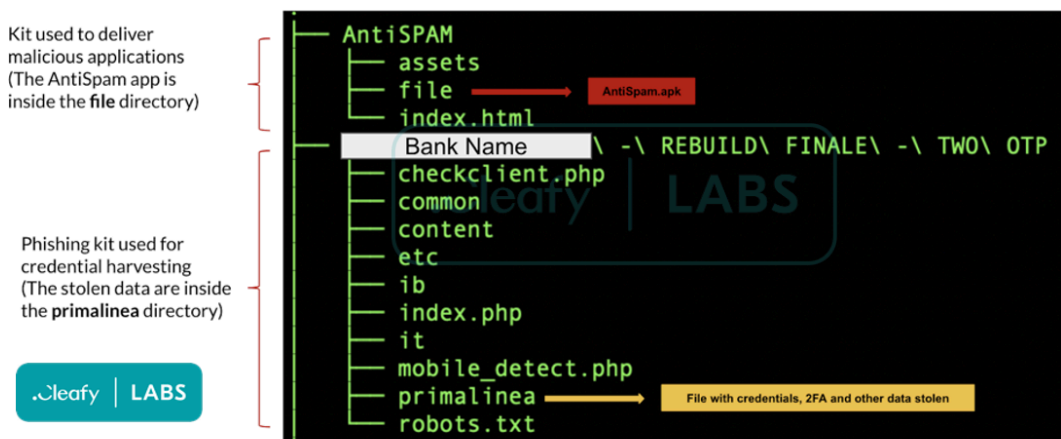 Kit used to deliver
malicious applications
(The AntiSpam app is
inside the file directory)
AntiSPAM
assets
file
AntiSpam.apk
index.html
Bank Name \ -\ REBUILD\ FINALE\ -\ TWO\ OTP
checkclient.php
common
content
etc
ib
index.php
it
mobile_detect.php
primalinea
File with credentials, 2FA and other data stolen
robots.txt
Phishing kit used for
credential harvesting
(The stolen data are inside
the primalinea directory)
Cleafy | LABS
Cleafy | LABS